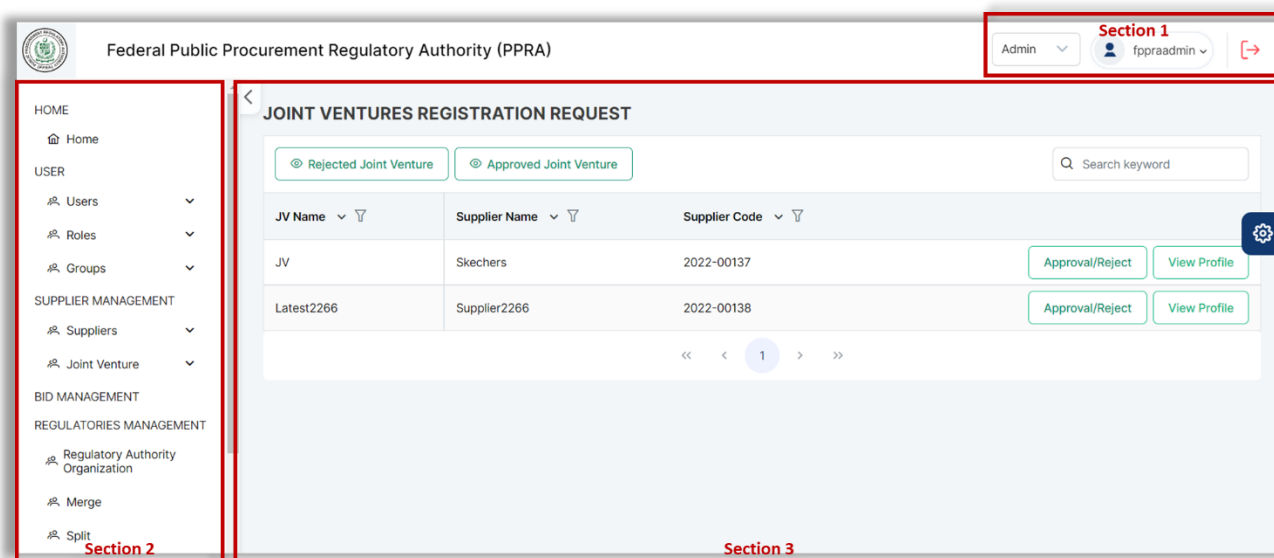 Section 1
Federal Public Procurement Regulatory Authority (PPRA)
Admin
fppraadmin
HOME
Home
USER
Users
Roles
Groups
SUPPLIER MANAGEMENT
Suppliers
Joint Venture
BID MANAGEMENT
REGULATORIES MANAGEMENT
Regulatory Authority
Organization
Merge
Split
Section 2
JOINT VENTURES REGISTRATION REQUEST
Rejected Joint Venture Approved Joint Venture Search keyword
JV Name Supplier Name Supplier Code
JV Skechers 2022-00137 Approval/Reject View Profile
Latest2266 Supplier2266 2022-00138 Approval/Reject View Profile
<< < 1 > >>
Section 3